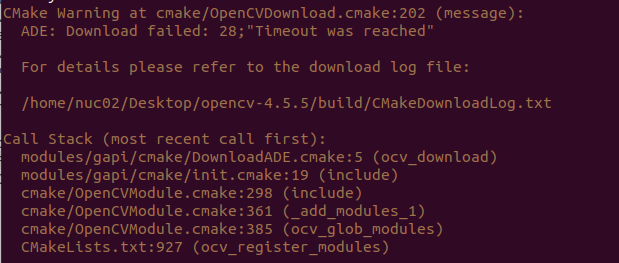 CMake Warning at cmake/OpenCVDownload.cmake:202 (message):
ADE: Download failed: 28;"Timeout was reached"
For details please refer to the download log file:
/home/nuc02/Desktop/opencv-4.5.5/build/CMakeDownloadLog.txt
Call Stack (most recent call first):
modules/gapi/cmake/DownloadADE.cmake:5 (ocv_download)
modules/gapi/cmake/init.cmake:19 (include)
cmake/OpenCVModule.cmake:298 (include)
cmake/OpenCVModule.cmake:361 (_add_modules_1)
cmake/OpenCVModule.cmake:385 (ocv_glob_modules)
CMakeLists.txt:927 (ocv_register_modules)